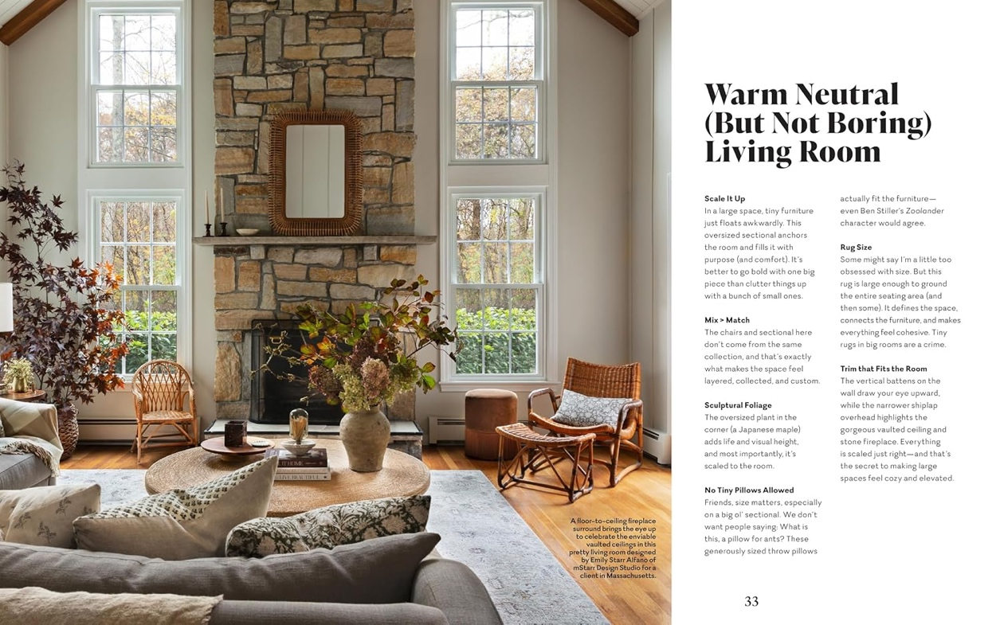 Warm Neutral
(But Not Boring)
Living Room
Scale It Up
In a large space, tiny furniture
just floats awkwardly. This
oversized sectional anchors
the room and fills it with
purpose (and comfort). It's
better to go bold with one big
piece than clutter things up
with a bunch of small ones.
Mix > Match
The chairs and sectional here
don't come from the same
collection, and that's exactly
what makes the space feel
layered, collected, and custom.
Sculptural Foliage
The oversized plant in the
corner (a Japanese maple)
adds life and visual height,
and most importantly, it's
scaled to the room.
No Tiny Pillows Allowed
Friends, size matters, especially
on a big ol' sectional. We don't
want people saying: What is
this, a pillow for ants? These
generously sized throw pillows
actually fit the furniture—
even Ben Stiller's Zoolander
character would agree.
Rug Size
Some might say I'm a little too
obsessed with size. But this
rug is large enough to ground
the entire seating area (and
then some). It defines the space,
connects the furniture, and makes
everything feel cohesive. Tiny
rugs in big rooms are a crime.
Trim that Fits the Room
The vertical battens on the
wall draw your eye upward,
while the narrower shiplap
overhead highlights the
gorgeous vaulted ceiling and
stone fireplace. Everything
is scaled just right—and that's
the secret to making large
spaces feel cozy and elevated.
A floor-to-ceiling fireplace
surround brings the eye up
to celebrate the enviable
vaulted ceilings in this
pretty living room designed
by Emily Starr Alfano of
mStarr Design Studio for a
client in Massachusetts.
HOME
LIVE BEAUTIFUL
33